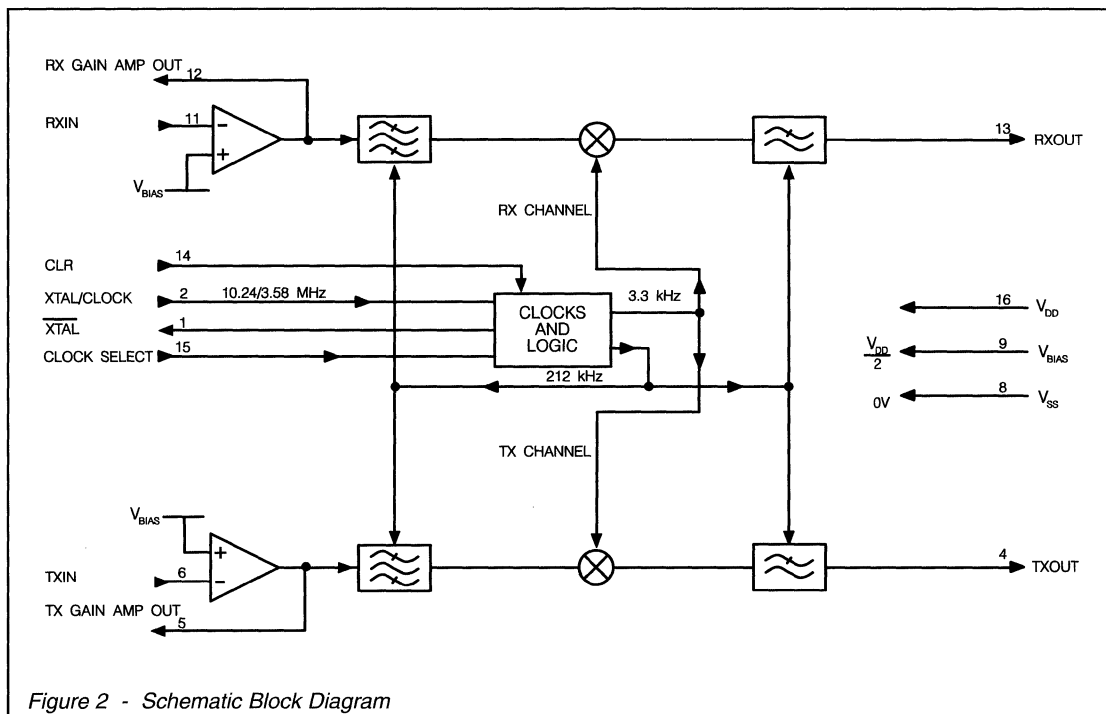 RX GAIN AMP OUT
12
RXIN
11
−
+
V_BIAS
13
RXOUT
RX CHANNEL
CLR
14
XTAL/CLOCK
2
10.24/3.58 MHz
XTAL
1
CLOCK SELECT
15
CLOCKS
AND
LOGIC
3.3 kHz
212 kHz
16
V_DD
V_DD
2
9
V_BIAS
0V
8
V_SS
TX CHANNEL
V_BIAS
+
−
TXIN
6
TX GAIN AMP OUT
5
4
TXOUT
Figure 2 - Schematic Block Diagram